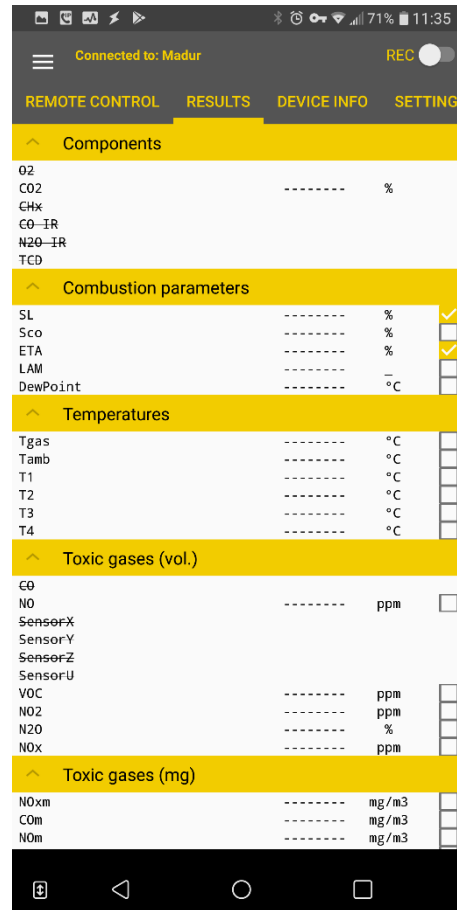 71% 11:35
Connected to: Madur REC
REMOTE CONTROL RESULTS DEVICE INFO SETTING
Components
O2
CO2 -------- %
CHx
CO IR
N2O IR
TCD
Combustion parameters
SL -------- %
Sco -------- %
ETA -------- %
LAM -------- _
DewPoint -------- °C
Temperatures
Tgas -------- °C
Tamb -------- °C
T1 -------- °C
T2 -------- °C
T3 -------- °C
T4 -------- °C
Toxic gases (vol.)
CO
NO -------- ppm
SensorX
SensorY
SensorZ
SensorU
VOC -------- ppm
NO2 -------- ppm
N2O -------- %
NOx -------- ppm
Toxic gases (mg)
NOxm -------- mg/m3
COm -------- mg/m3
NOm -------- mg/m3